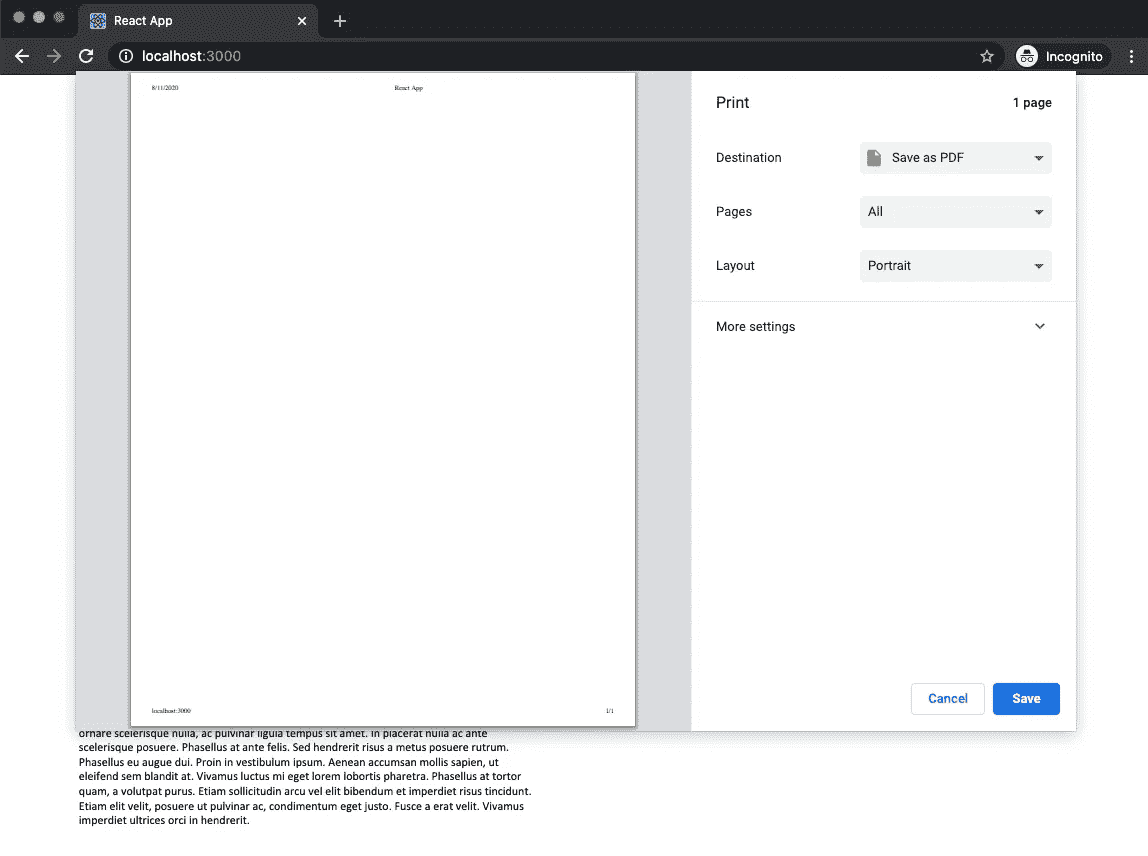 React App
localhost:3000
Incognito
8/11/2020 React App
Print 1 page
Destination Save as PDF
Pages All
Layout Portrait
More settings
Cancel Save
localhost:3000 1/1
ornare scelerisque nulla, ac pulvinar ligula tempus sit amet. In placerat nulla ac ante
scelerisque posuere. Phasellus at ante felis. Sed hendrerit risus a metus posuere rutrum.
Phasellus eu augue dui. Proin in vestibulum ipsum. Aenean accumsan mollis sapien, ut
eleifend sem blandit at. Vivamus luctus mi eget lorem lobortis pharetra. Phasellus at tortor
quam, a volutpat purus. Etiam sollicitudin arcu vel elit bibendum et imperdiet risus tincidunt.
Etiam elit velit, posuere ut pulvinar ac, condimentum eget justo. Fusce a erat velit. Vivamus
imperdiet ultrices orci in hendrerit.